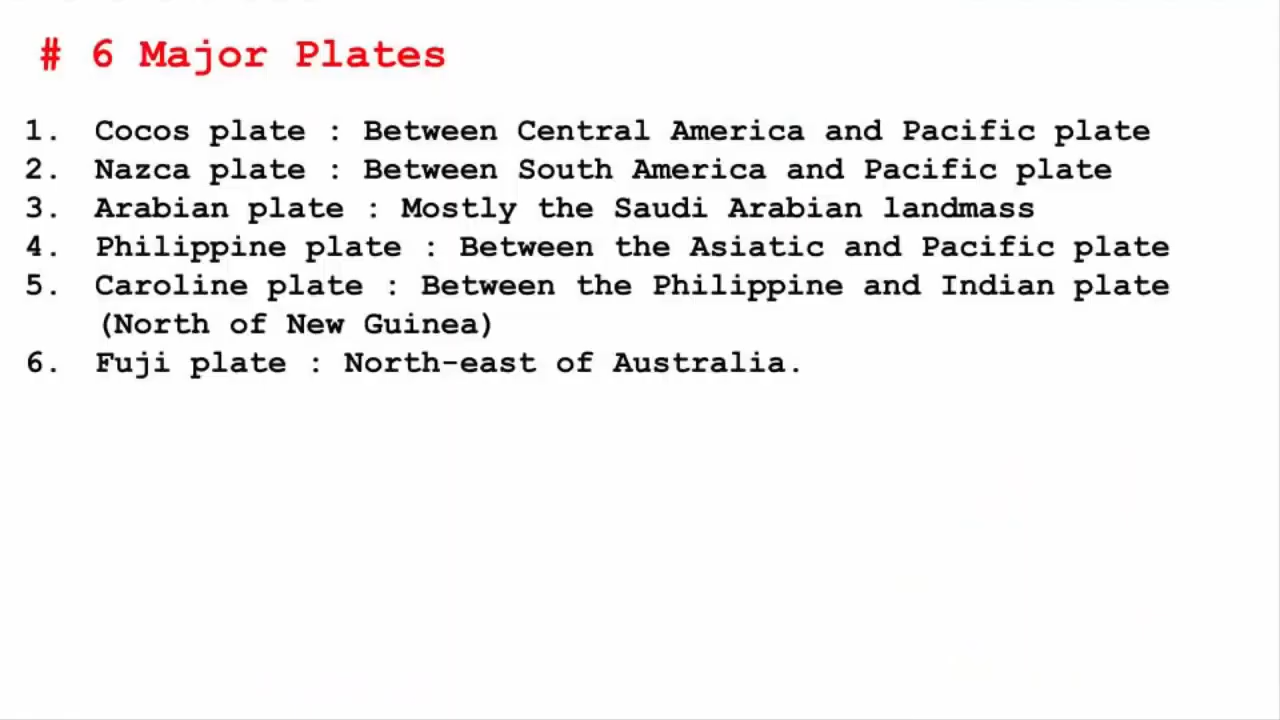 # 6 Major Plates
1. Cocos plate : Between Central America and Pacific plate
2. Nazca plate : Between South America and Pacific plate
3. Arabian plate : Mostly the Saudi Arabian landmass
4. Philippine plate : Between the Asiatic and Pacific plate
5. Caroline plate : Between the Philippine and Indian plate
(North of New Guinea)
6. Fuji plate : North-east of Australia.